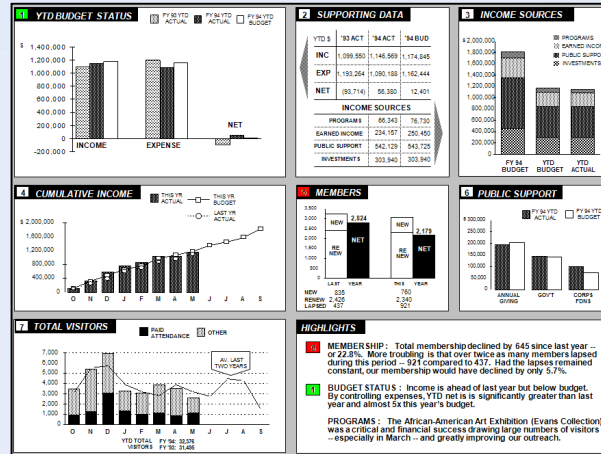 1 YTD BUDGET STATUS
FY 93 YTD ACTUAL
FY 94 YTD ACTUAL
FY 94 YTD BUDGET
$ 1,400,000
1,200,000
1,000,000
800,000
600,000
400,000
200,000
0
-200,000
INCOME
EXPENSE
NET
2 SUPPORTING DATA
YTD $ '93 ACT '94 ACT '94 BUD
INC 1,099,550 1,146,569 1,174,845
EXP 1,193,264 1,090,188 1,162,444
NET (93,714) 56,380 12,401
INCOME SOURCES
PROGRAMS 66,343 76,730
EARNED INCOME 234,157 250,450
PUBLIC SUPPORT 542,129 543,725
INVESTMENTS 303,940 303,940
3 INCOME SOURCES
PROGRAMS
EARNED INCOM
PUBLIC SUPPO
INVESTMENTS
$ 2,000,000
1,800,000
1,600,000
1,400,000
1,200,000
1,000,000
800,000
600,000
400,000
200,000
0
FY 94 BUDGET
YTD BUDGET
YTD ACTUAL
4 CUMULATIVE INCOME
THIS YR ACTUAL
THIS YR BUDGET
LAST YR ACTUAL
$ 2,000,000
1,600,000
1,200,000
800,000
400,000
0
O N D J F M A M J J A S
MEMBERS
3,500
3,000
2,500
2,000
1,500
1,000
500
0
NEW
RE NEW
2,824
NET
NEW
RE NEW
2,179
NET
LAST YEAR THIS YEAR
NEW 835 760
RENEW 2,426 2,340
LAPSED 437 921
6 PUBLIC SUPPORT
FY 94 YTD ACTUAL
FY 94 YTD BUDGET
$ 300,000
250,000
200,000
150,000
100,000
50,000
0
ANNUAL GIVING
GOV'T
CORPS FDNS
7 TOTAL VISITORS
PAID ATTENDANCE
OTHER
7,000
6,000
5,000
4,000
3,000
2,000
1,000
0
AV. LAST TWO YEARS
O N D J F M A M J J A S
YTD TOTAL FY '94: 32,576
VISITORS FY '93: 31,485
HIGHLIGHTS
MEMBERSHIP : Total membership declined by 645 since last year --
or 22.8%. More troubling is that over twice as many members lapsed
during this period -- 921 compared to 437. Had the lapses remained
constant, our membership would have declined by only 5.7%.
1 BUDGET STATUS : Income is ahead of last year but below budget.
By controlling expenses, YTD net is is significantly greater than last
year and almost 5x this year's budget.
PROGRAMS : The African-American Art Exhibition (Evans Collection)
was a critical and financial success drawing large numbers of visitors
-- especially in March -- and greatly improving our outreach.